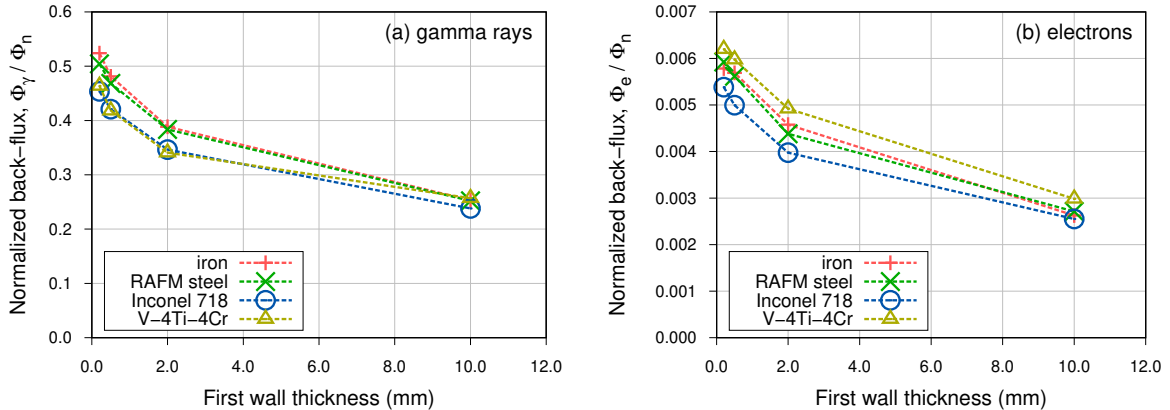 (a) gamma rays
Normalized back−flux, Φγ / Φn
0.6
0.5
0.4
0.3
0.2
0.1
0.0
iron
RAFM steel
Inconel 718
V−4Ti−4Cr
0.0 2.0 4.0 6.0 8.0 10.0 12.0
First wall thickness (mm)
(b) electrons
Normalized back−flux, Φe / Φn
0.007
0.006
0.005
0.004
0.003
0.002
0.001
0.000
iron
RAFM steel
Inconel 718
V−4Ti−4Cr
0.0 2.0 4.0 6.0 8.0 10.0 12.0
First wall thickness (mm)